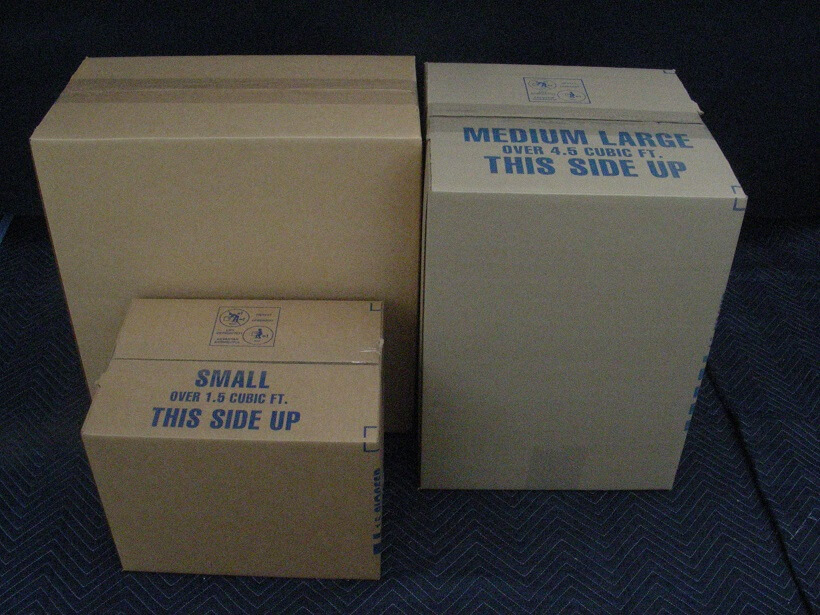 MEDIUM LARGE
OVER 4.5 CUBIC FT.
THIS SIDE UP
SMALL
OVER 1.5 CUBIC FT.
THIS SIDE UP